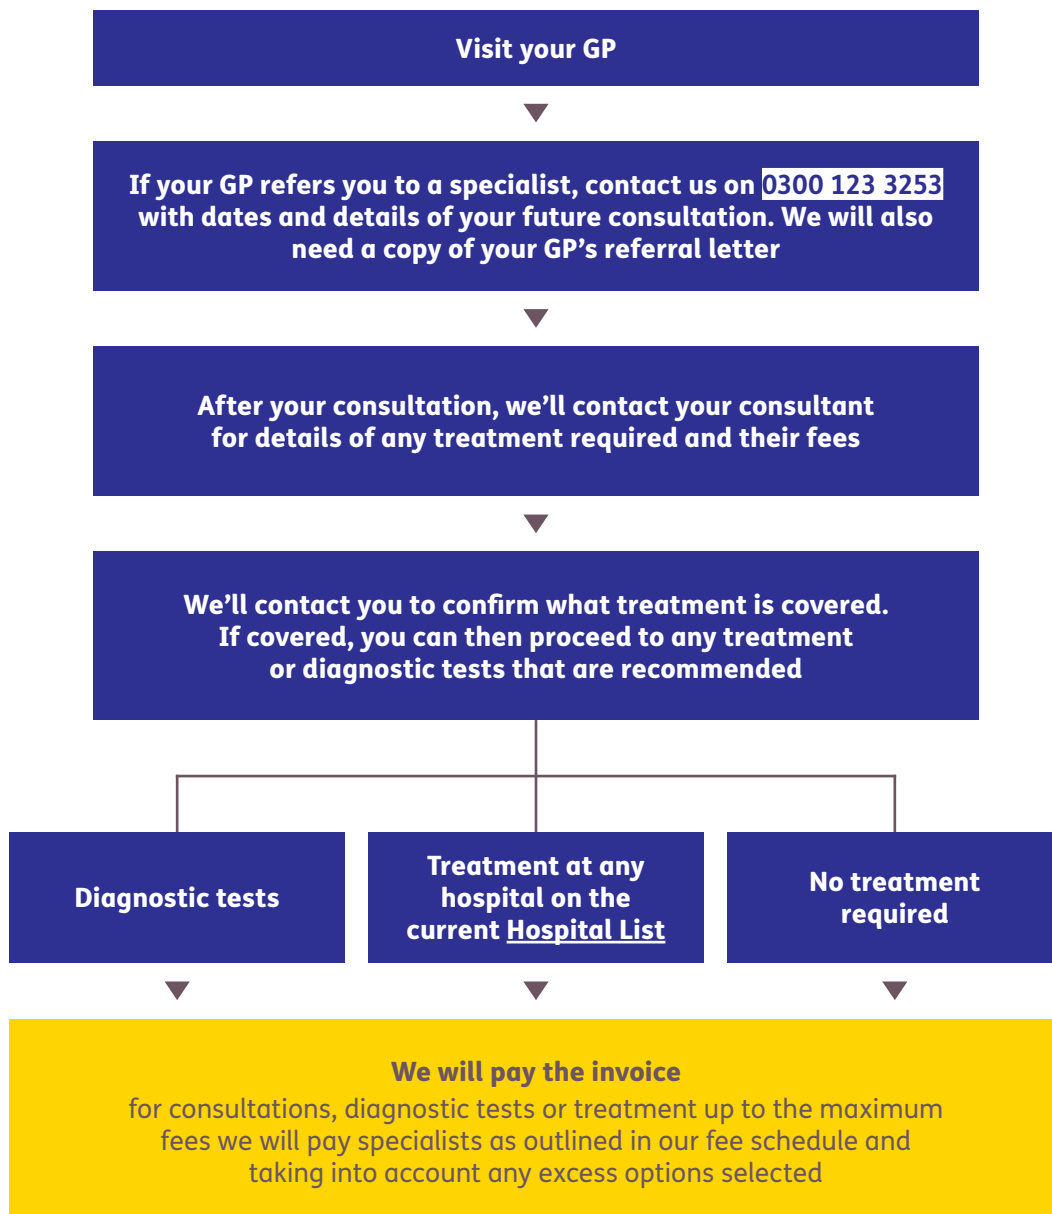 Visit your GP
If your GP refers you to a specialist, contact us on 0300 123 3253
with dates and details of your future consultation. We will also
need a copy of your GP’s referral letter
After your consultation, we’ll contact your consultant
for details of any treatment required and their fees
We’ll contact you to confirm what treatment is covered.
If covered, you can then proceed to any treatment
or diagnostic tests that are recommended
Diagnostic tests
Treatment at any
hospital on the
current Hospital List
No treatment
required
We will pay the invoice
for consultations, diagnostic tests or treatment up to the maximum
fees we will pay specialists as outlined in our fee schedule and
taking into account any excess options selected